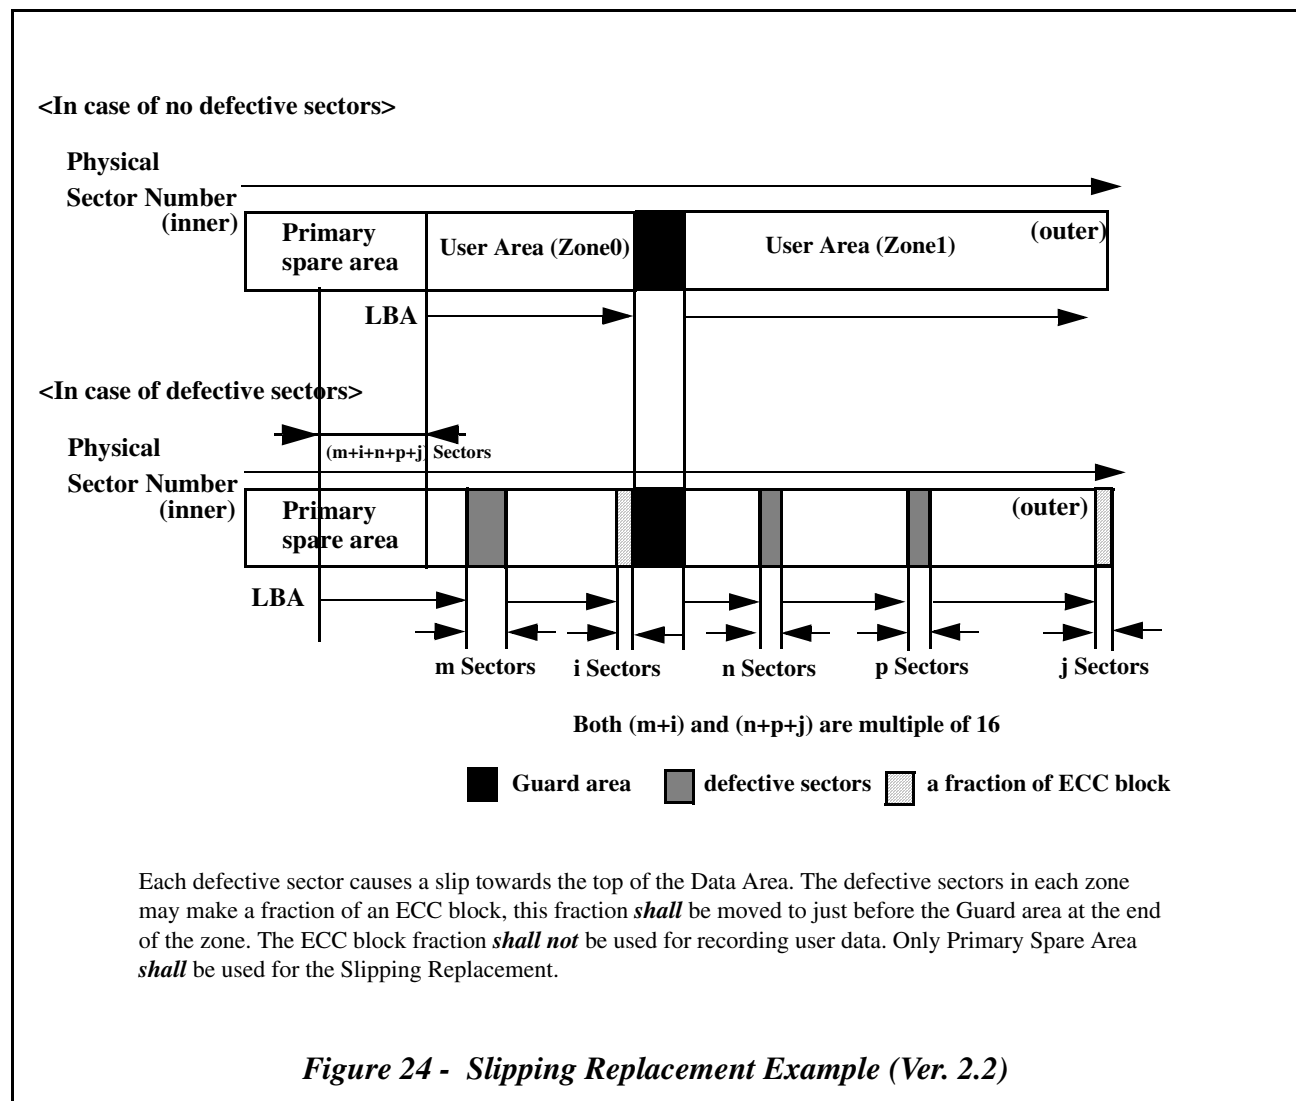 <In case of no defective sectors>
Physical
Sector Number
(inner)
Primary
spare area
User Area (Zone0)
User Area (Zone1)
(outer)
LBA
<In case of defective sectors>
Physical
(m+i+n+p+j) Sectors
Sector Number
(inner)
Primary
spare area
(outer)
LBA
m Sectors
i Sectors
n Sectors
p Sectors
j Sectors
Both (m+i) and (n+p+j) are multiple of 16
Guard area
defective sectors
a fraction of ECC block
Each defective sector causes a slip towards the top of the Data Area. The defective sectors in each zone
may make a fraction of an ECC block, this fraction shall be moved to just before the Guard area at the end
of the zone. The ECC block fraction shall not be used for recording user data. Only Primary Spare Area
shall be used for the Slipping Replacement.
Figure 24 - Slipping Replacement Example (Ver. 2.2)